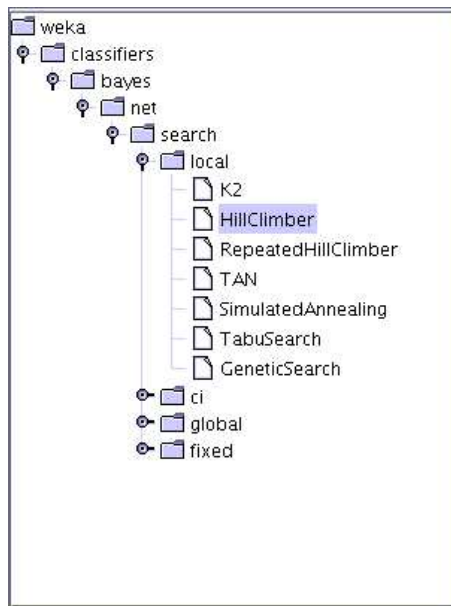 weka
classifiers
bayes
net
search
local
K2
HillClimber
RepeatedHillClimber
TAN
SimulatedAnnealing
TabuSearch
GeneticSearch
ci
global
fixed